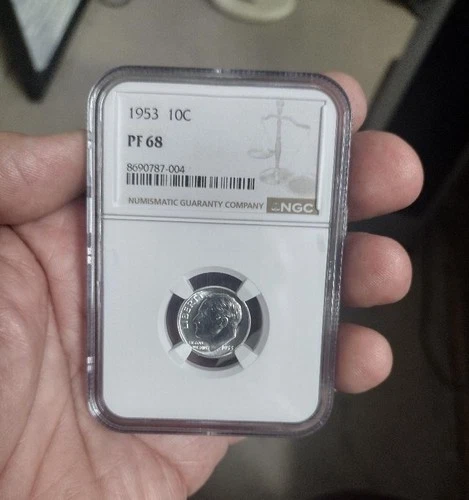 1953 10C
PF 68
8690787-004
NUMISMATIC GUARANTY COMPANY
NGC
LIBERTY